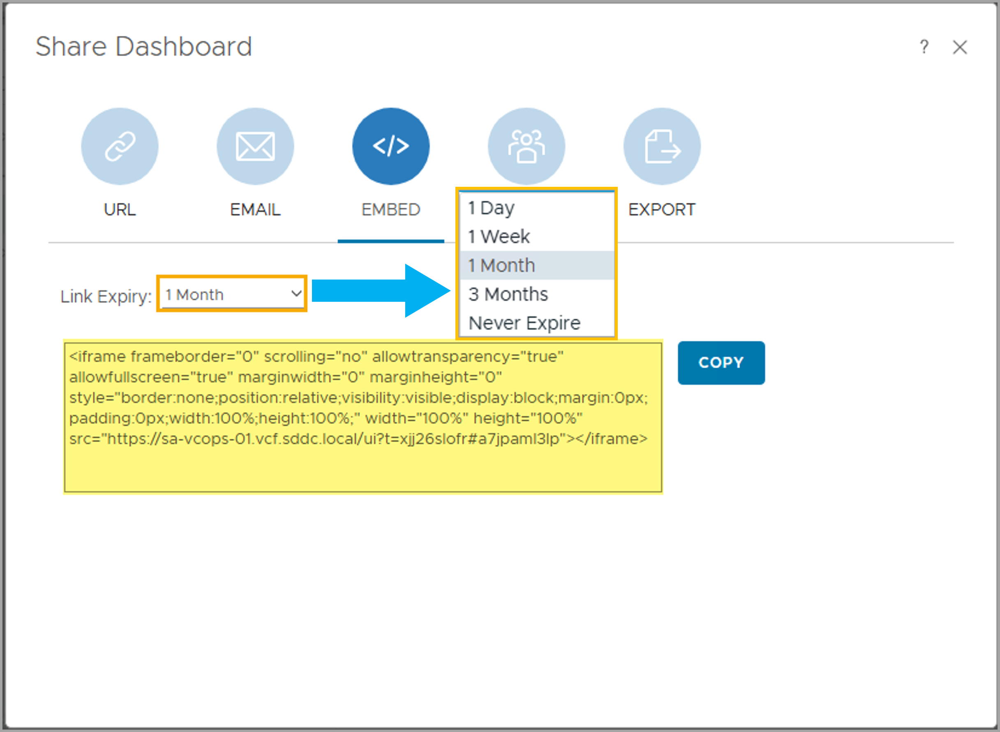 Share Dashboard
?
URL
EMAIL
EMBED
EXPORT
1 Day
1 Week
1 Month
3 Months
Never Expire
Link Expiry: 1 Month
<iframe frameborder="0" scrolling="no" allowtransparency="true"
allowfullscreen="true" marginwidth="0" marginheight="0"
style="border:none;position:relative;visibility:visible;display:block;margin:0px;
padding:0px;width:100%;height:100%;" width="100%" height="100%"
src="https://sa-vcops-01.vcf.sddc.local/ui?t=xjj26slofr#a7jpaml3lp"></iframe>
COPY